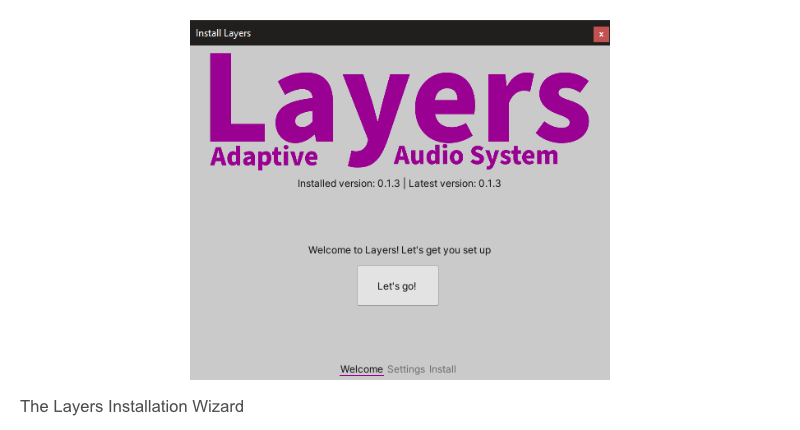 Install Layers
x
Layers
Adaptive Audio System
Installed version: 0.1.3 | Latest version: 0.1.3
Welcome to Layers! Let's get you set up
Let's go!
Welcome Settings Install
The Layers Installation Wizard